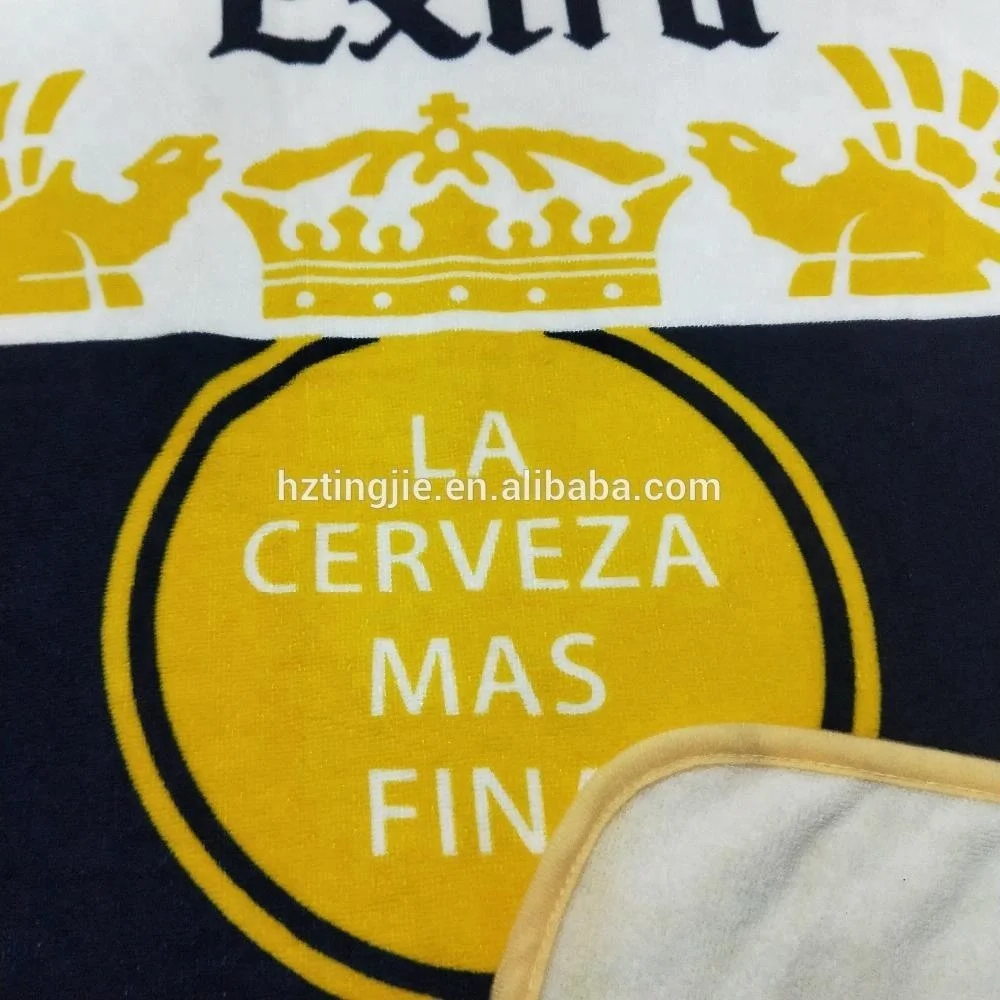 Extra
LA
hztingjie.en.alibaba.com
CERVEZA
MAS
FIN